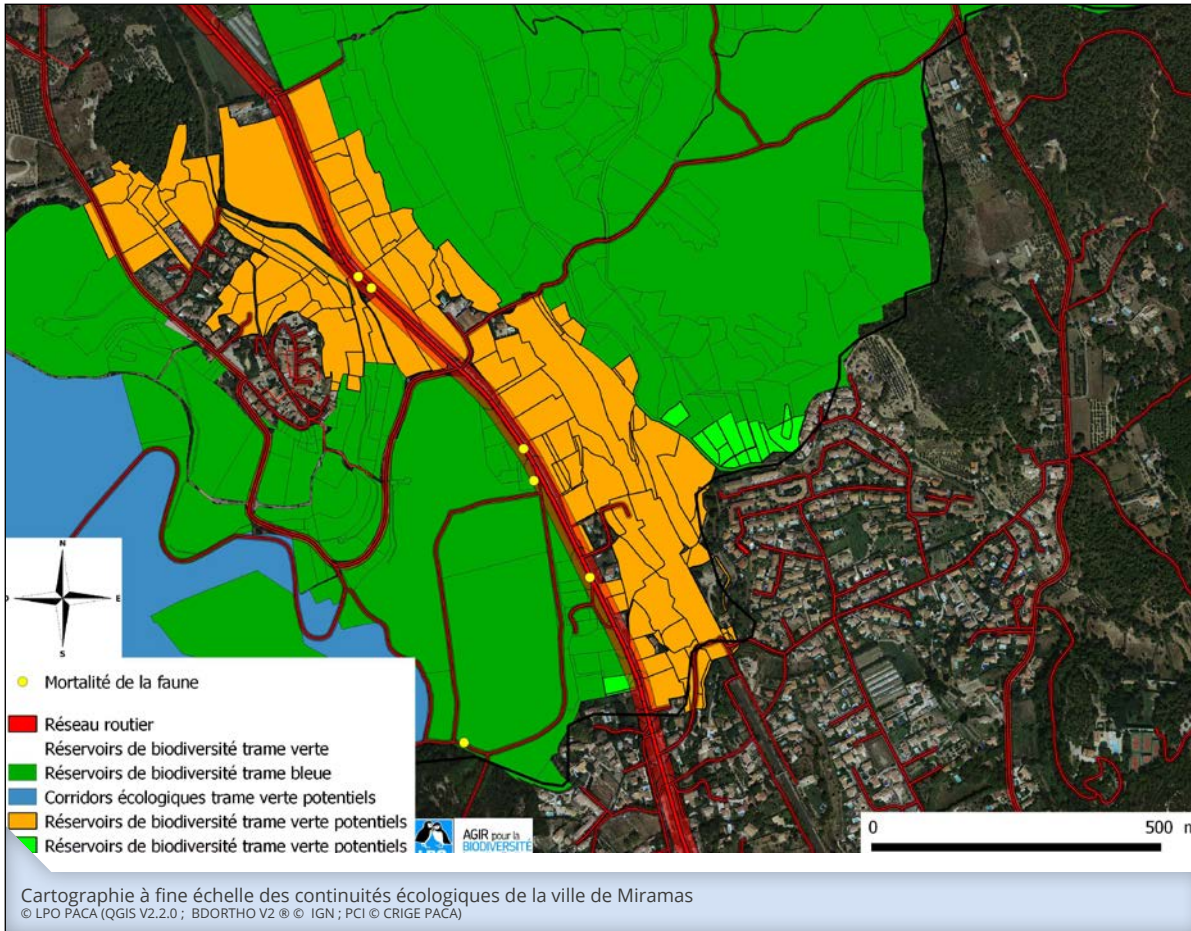 N
E
S
Mortalité de la faune
Réseau routier
Réservoirs de biodiversité trame verte
Réservoirs de biodiversité trame bleue
Corridors écologiques trame verte potentiels
Réservoirs de biodiversité trame verte potentiels
Réservoirs de biodiversité trame verte potentiels
AGIR pour la
BIODIVERSITÉ
0 500 m
Cartographie à fine échelle des continuités écologiques de la ville de Miramas
© LPO PACA (QGIS V2.2.0 ; BDORTHO V2 ® © IGN ; PCI © CRIGE PACA)